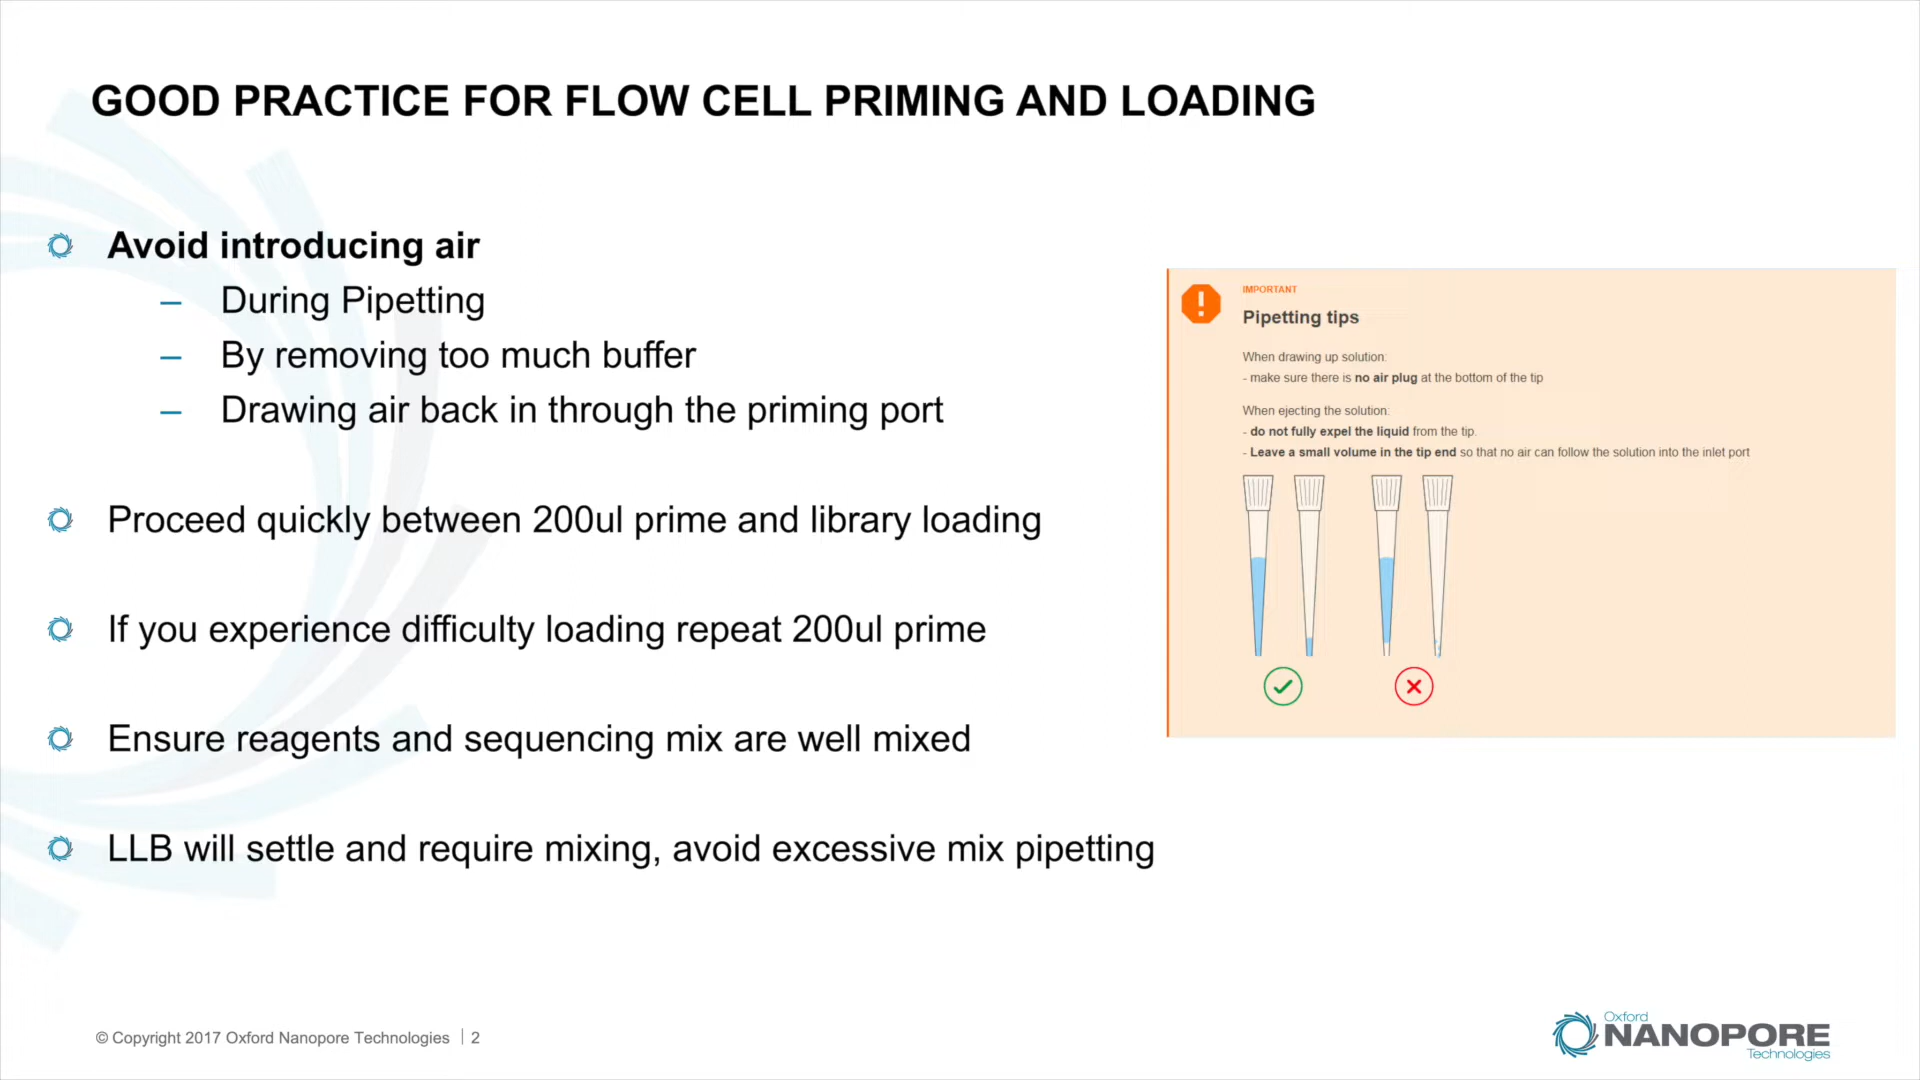 GOOD PRACTICE FOR FLOW CELL PRIMING AND LOADING
Avoid introducing air
– During Pipetting
– By removing too much buffer
– Drawing air back in through the priming port
Proceed quickly between 200ul prime and library loading
If you experience difficulty loading repeat 200ul prime
Ensure reagents and sequencing mix are well mixed
LLB will settle and require mixing, avoid excessive mix pipetting
IMPORTANT
Pipetting tips
When drawing up solution:
- make sure there is no air plug at the bottom of the tip
When ejecting the solution:
- do not fully expel the liquid from the tip.
- Leave a small volume in the tip end so that no air can follow the solution into the inlet port
© Copyright 2017 Oxford Nanopore Technologies | 2
Oxford
NANOPORE
Technologies